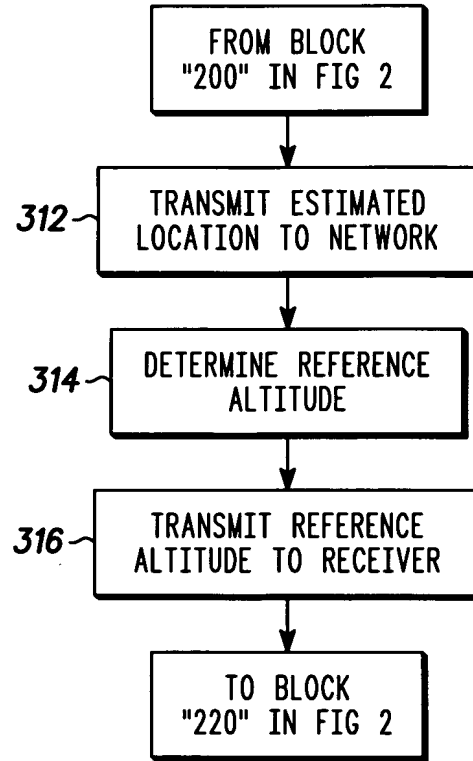 FROM BLOCK
"200" IN FIG 2
312
TRANSMIT ESTIMATED
LOCATION TO NETWORK
314
DETERMINE REFERENCE
ALTITUDE
316
TRANSMIT REFERENCE
ALTITUDE TO RECEIVER
TO BLOCK
"220" IN FIG 2